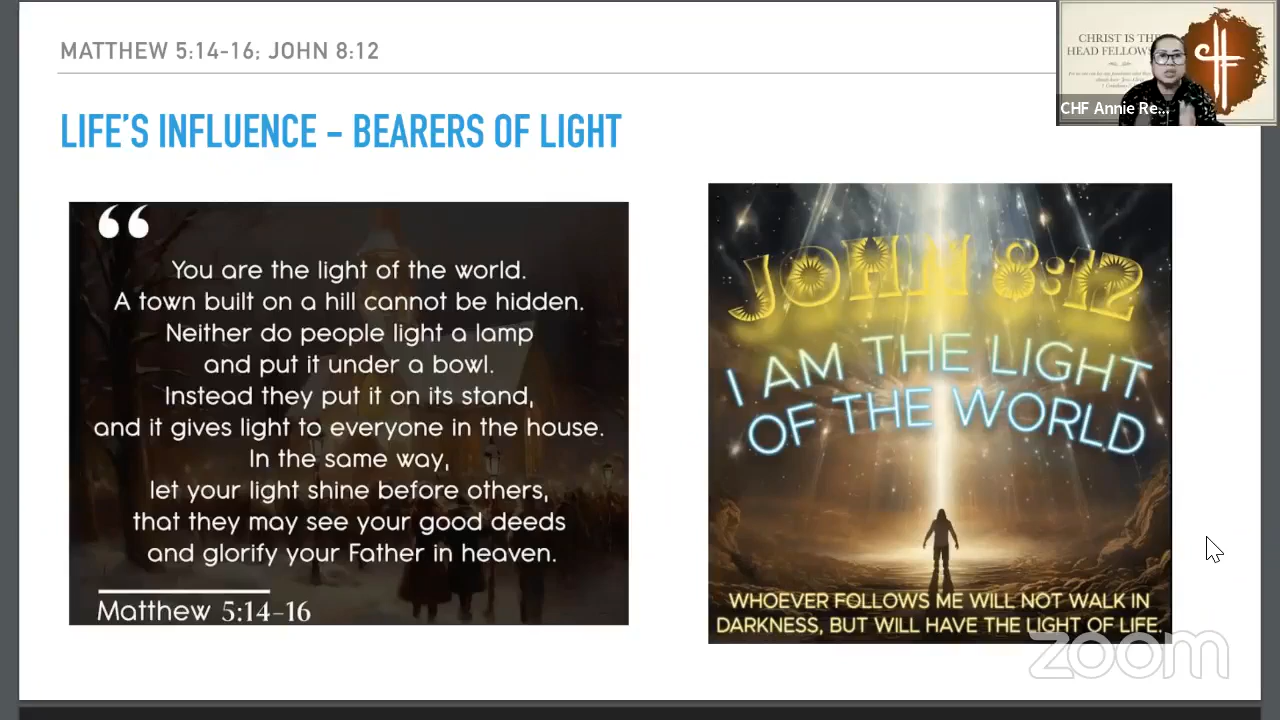 MATTHEW 5:14-16; JOHN 8:12
LIFE'S INFLUENCE - BEARERS OF LIGHT
“
You are the light of the world.
A town built on a hill cannot be hidden.
Neither do people light a lamp
and put it under a bowl.
Instead they put it on its stand,
and it gives light to everyone in the house.
In the same way,
let your light shine before others,
that they may see your good deeds
and glorify your Father in heaven.
Matthew 5:14-16
JOHN 8:12
I AM THE LIGHT
OF THE WORLD
WHOEVER FOLLOWS ME WILL NOT WALK IN
DARKNESS, BUT WILL HAVE THE LIGHT OF LIFE.
CHRIST IS THE
HEAD
CHF Annie Re...
zoom